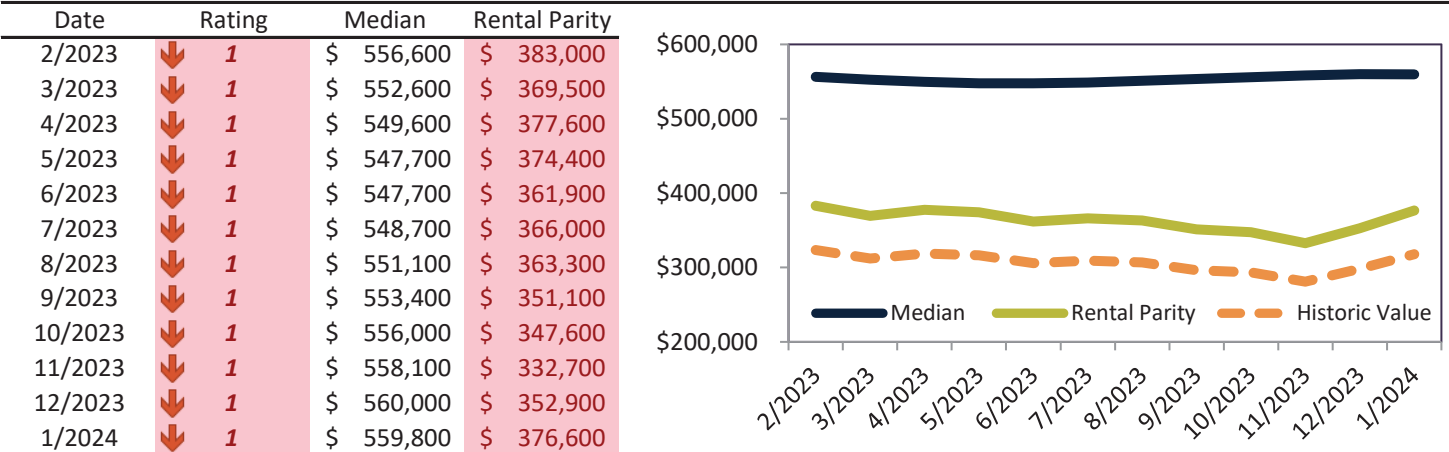 Date Rating Median Rental Parity
2/2023 1 $ 556,600 $ 383,000
3/2023 1 $ 552,600 $ 369,500
4/2023 1 $ 549,600 $ 377,600
5/2023 1 $ 547,700 $ 374,400
6/2023 1 $ 547,700 $ 361,900
7/2023 1 $ 548,700 $ 366,000
8/2023 1 $ 551,100 $ 363,300
9/2023 1 $ 553,400 $ 351,100
10/2023 1 $ 556,000 $ 347,600
11/2023 1 $ 558,100 $ 332,700
12/2023 1 $ 560,000 $ 352,900
1/2024 1 $ 559,800 $ 376,600
$600,000
$500,000
$400,000
$300,000
$200,000
Median Rental Parity Historic Value
2/2023 3/2023 4/2023 5/2023 6/2023 7/2023 8/2023 9/2023 10/2023 11/2023 12/2023 1/2024